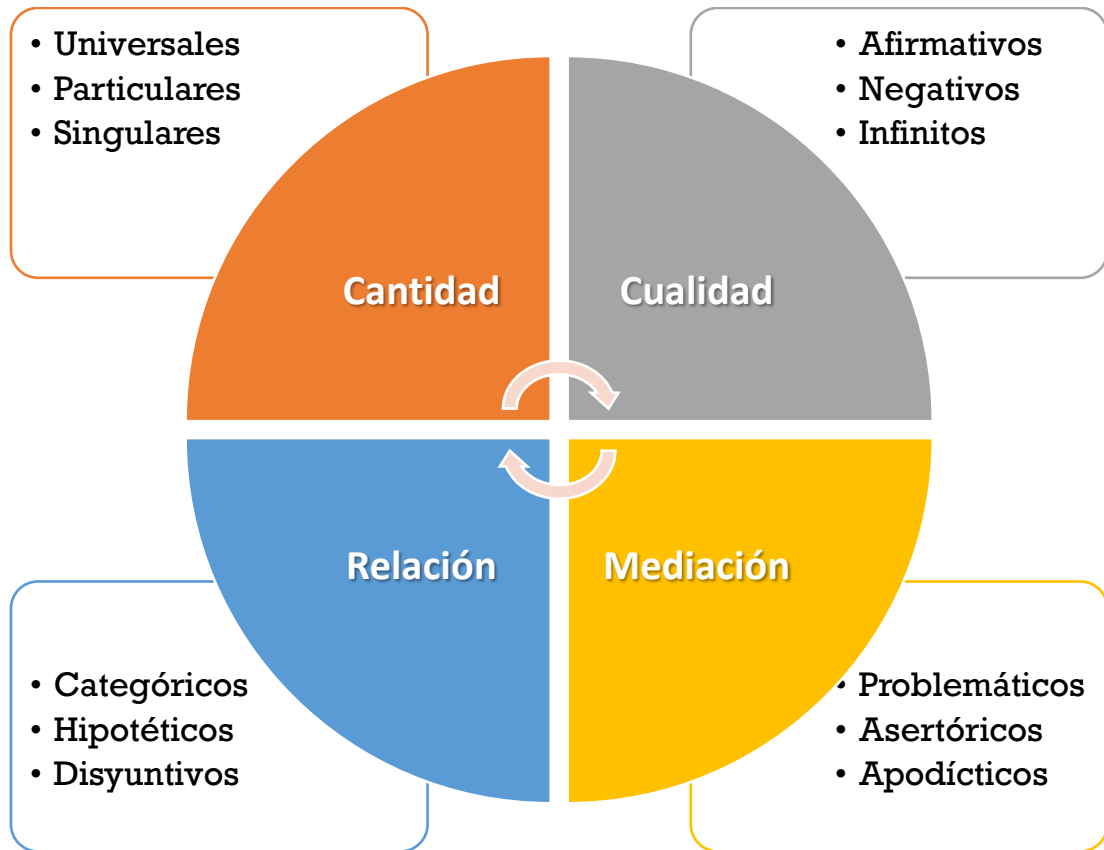 • Universales
• Particulares
• Singulares
• Afirmativos
• Negativos
• Infinitos
Cantidad
Cualidad
Relación
Mediación
• Categóricos
• Hipotéticos
• Disyuntivos
• Problemáticos
• Asertóricos
• Apodícticos